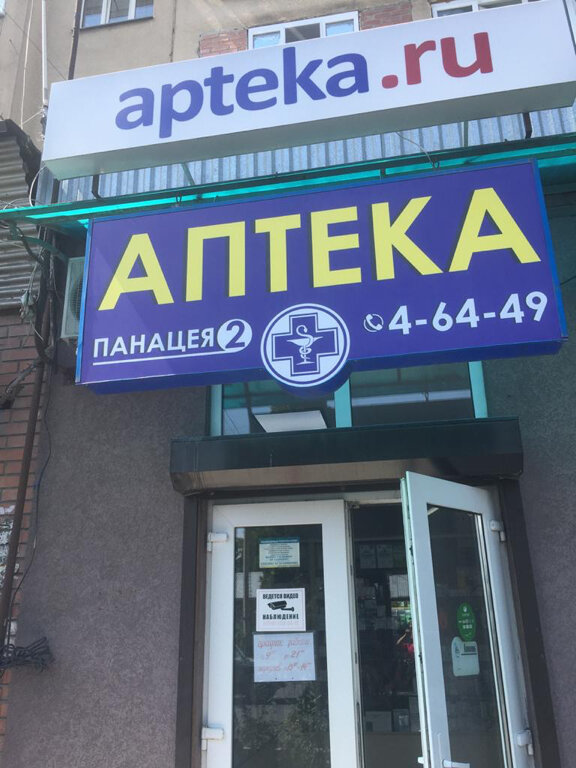 apteka.ru
АПТЕКА
ПАНАЦЕЯ 2
4-64-49
ВЕДЕТСЯ ВИДЕО
НАБЛЮДЕНИЕ